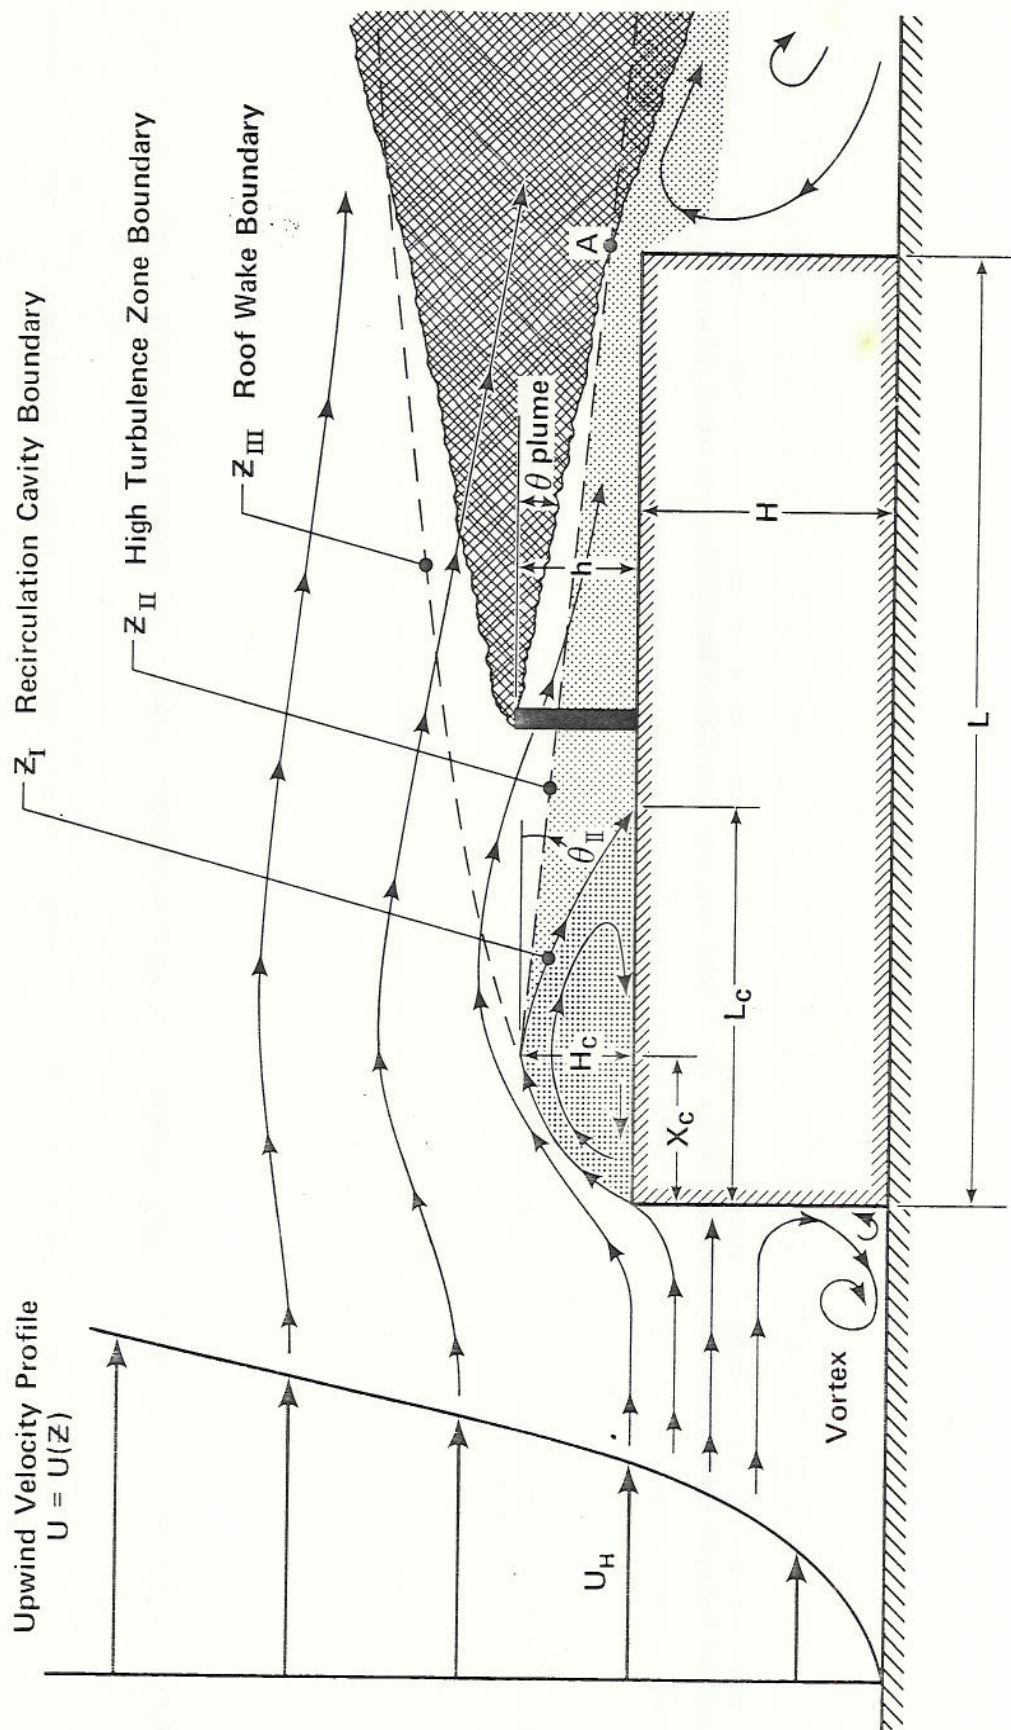 Upwind Velocity Profile
U = U(Z)
Z_I Recirculation Cavity Boundary
Z_II High Turbulence Zone Boundary
Z_III Roof Wake Boundary
U_H
Vortex
H_C
X_C
L_C
θ_II
h
θ plume
A
H
L